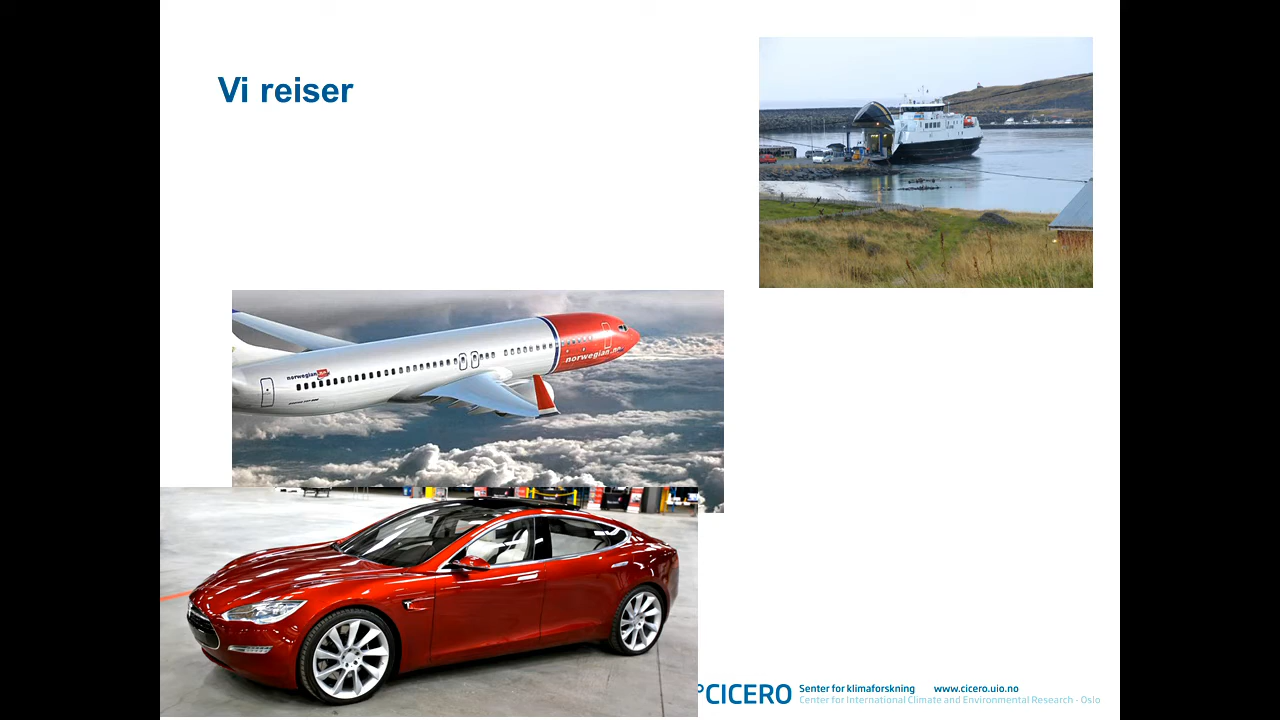 Vi reiser
norwegian.no
norwegian
CICERO
Senter for klimaforskning www.cicero.uio.no
Center for International Climate and Environmental Research - Oslo